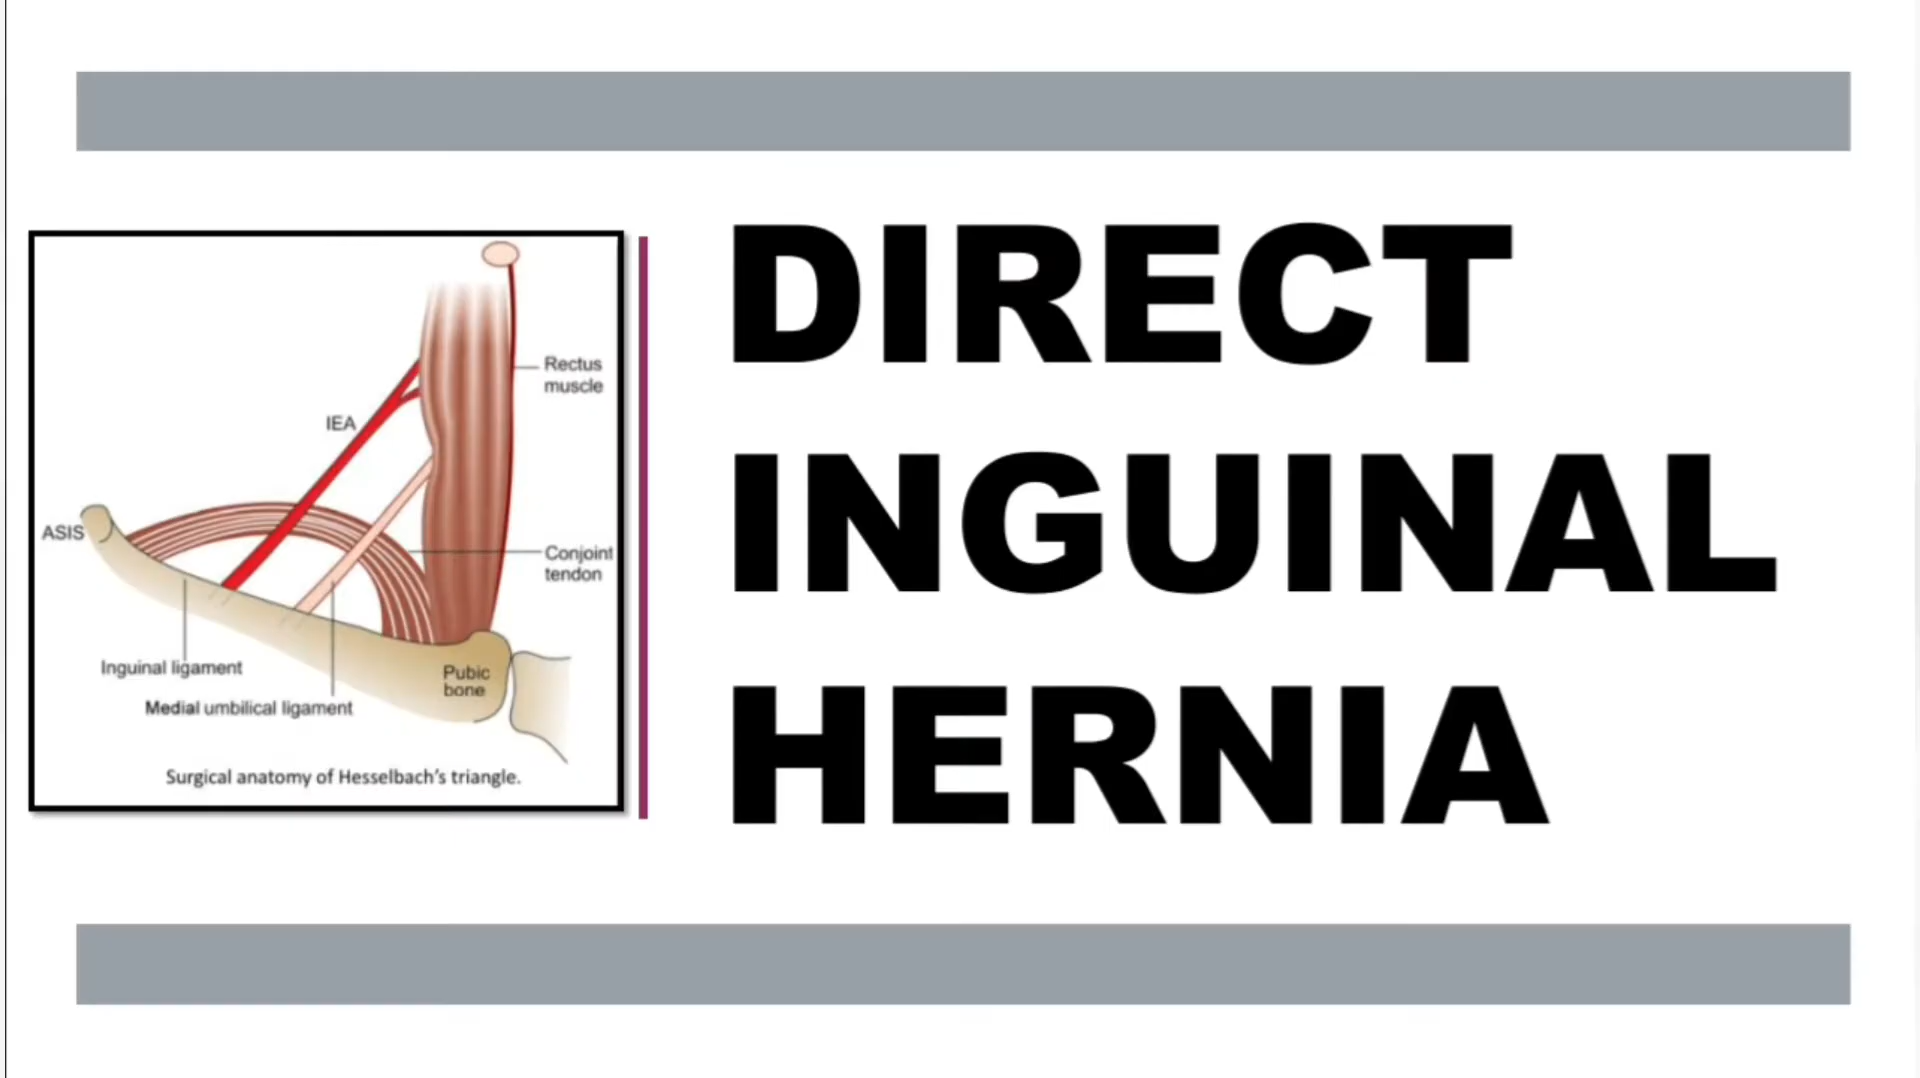 DIRECT
INGUINAL
HERNIA
Rectus
muscle
IEA
ASIS
Conjoint
tendon
Inguinal ligament
Medial umbilical ligament
Pubic
bone
Surgical anatomy of Hesselbach's triangle.